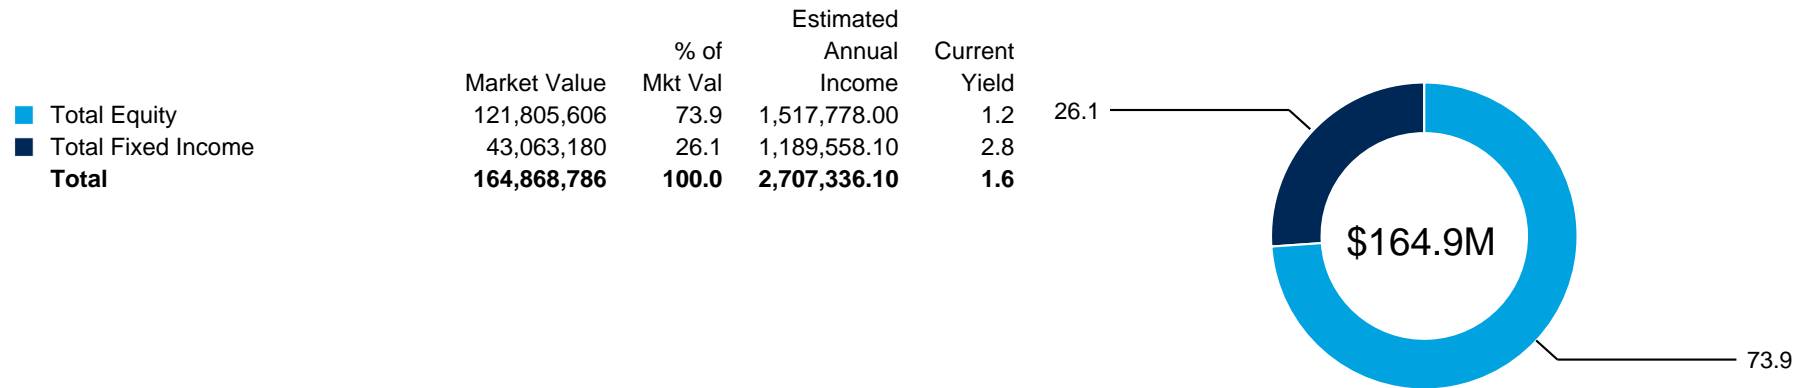 Estimated
% of Annual Current
Market Value Mkt Val Income Yield
Total Equity 121,805,606 73.9 1,517,778.00 1.2
Total Fixed Income 43,063,180 26.1 1,189,558.10 2.8
Total 164,868,786 100.0 2,707,336.10 1.6
26.1
$164.9M
73.9